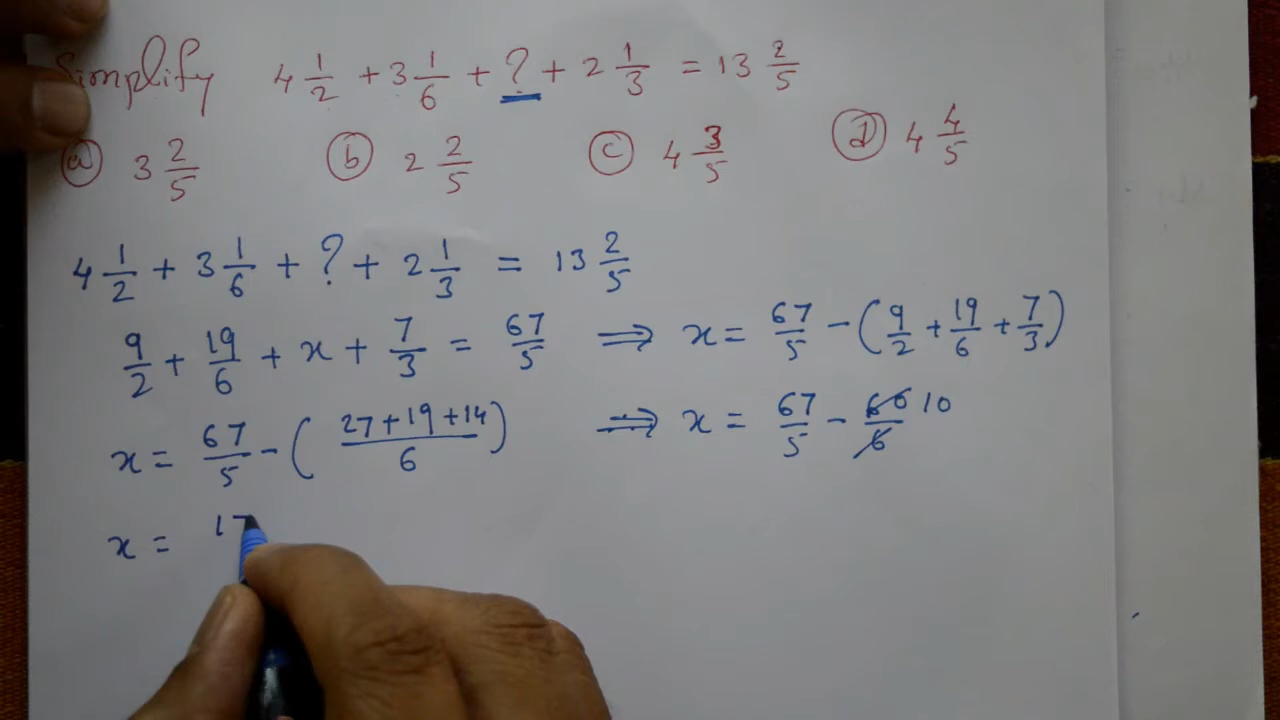 Simplify 4 1/2 + 3 1/6 + ? + 2 1/3 = 13 2/5
(a) 3 2/5 (b) 2 2/5 (c) 4 3/5 (d) 4 4/5
4 1/2 + 3 1/6 + ? + 2 1/3 = 13 2/5
9/2 + 19/6 + x + 7/3 = 67/5 ⟹ x = 67/5 - (9/2 + 19/6 + 7/3)
x = 67/5 - ((27+19+14)/6) ⟹ x = 67/5 - 60/6 10
x = 17